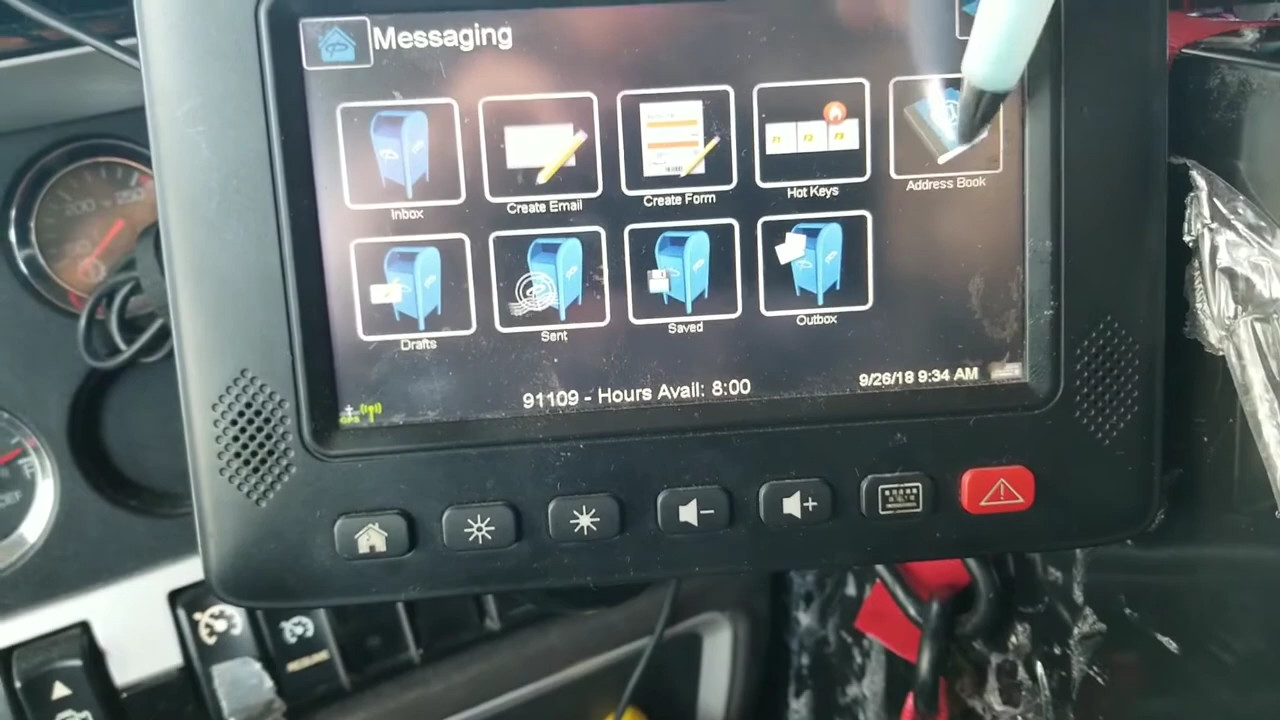 Messaging
Inbox
Create Email
Create Form
Hot Keys
Address Book
Drafts
Sent
Saved
Outbox
91109 - Hours Avail: 8:00
9/26/18 9:34 AM
GPS